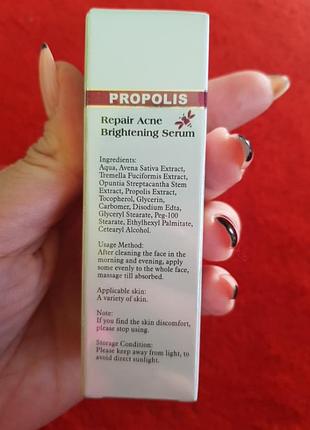 PROPOLIS
Repair Acne
Brightening Serum
Ingredients:
Aqua, Avena Sativa Extract,
Tremella Fuciformis Extract,
Opuntia Streptacantha Stem
Extract, Propolis Extract,
Tocopherol, Glycerin,
Carbomer, Disodium Edta,
Glyceryl Stearate, Peg-100
Stearate, Ethylhexyl Palmitate,
Cetearyl Alcohol.
Usage Method:
After cleaning the face in the
morning and evening, apply
some evenly to the whole face,
massage till absorbed.
Applicable skin:
A variety of skin.
Note:
If you find the skin discomfort,
please stop using.
Storage Condition:
Please keep away from light, to
avoid direct sunlight.